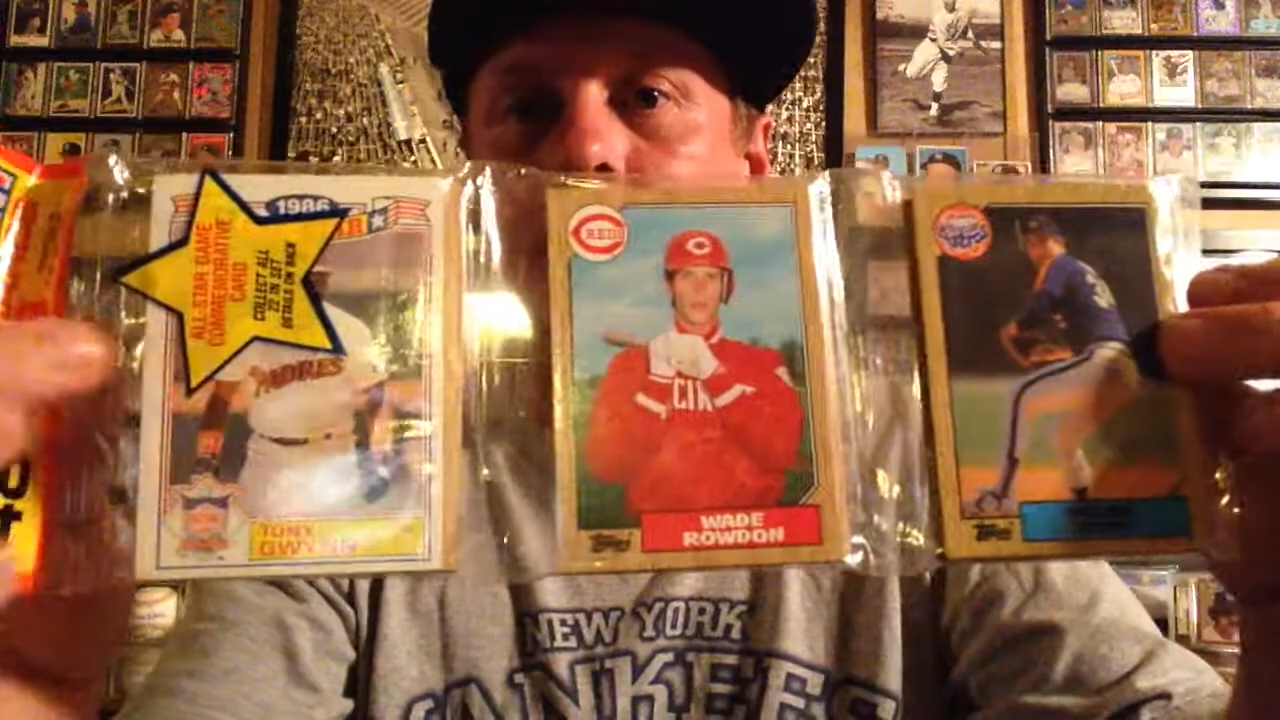 1986
ALL-STAR GAME
COMMEMORATIVE
CARD
COLLECT ALL
22 IN SET
DETAILS ON BACK
PADRES
TONY
GWYNN
REDS
C
CIN
WADE
ROWDON
Topps
Topps
NEW YORK
YANKEES